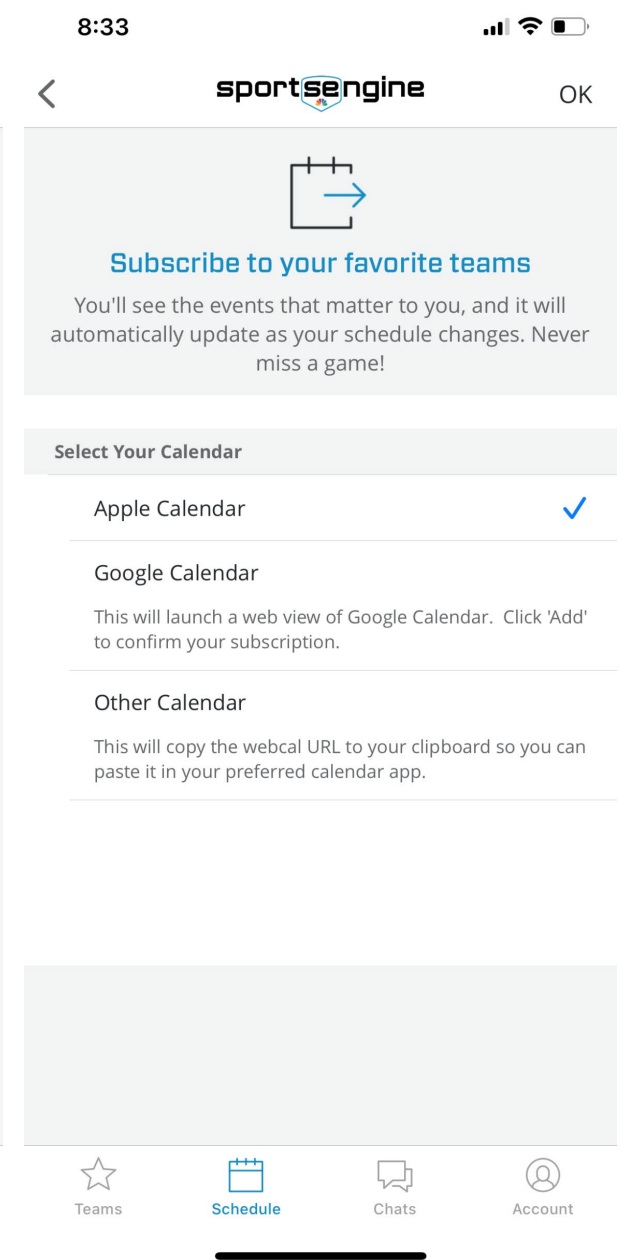 8:33
sportsengine
OK
Subscribe to your favorite teams
You'll see the events that matter to you, and it will
automatically update as your schedule changes. Never
miss a game!
Select Your Calendar
Apple Calendar
Google Calendar
This will launch a web view of Google Calendar.  Click 'Add'
to confirm your subscription.
Other Calendar
This will copy the webcal URL to your clipboard so you can
paste it in your preferred calendar app.
Teams
Schedule
Chats
Account